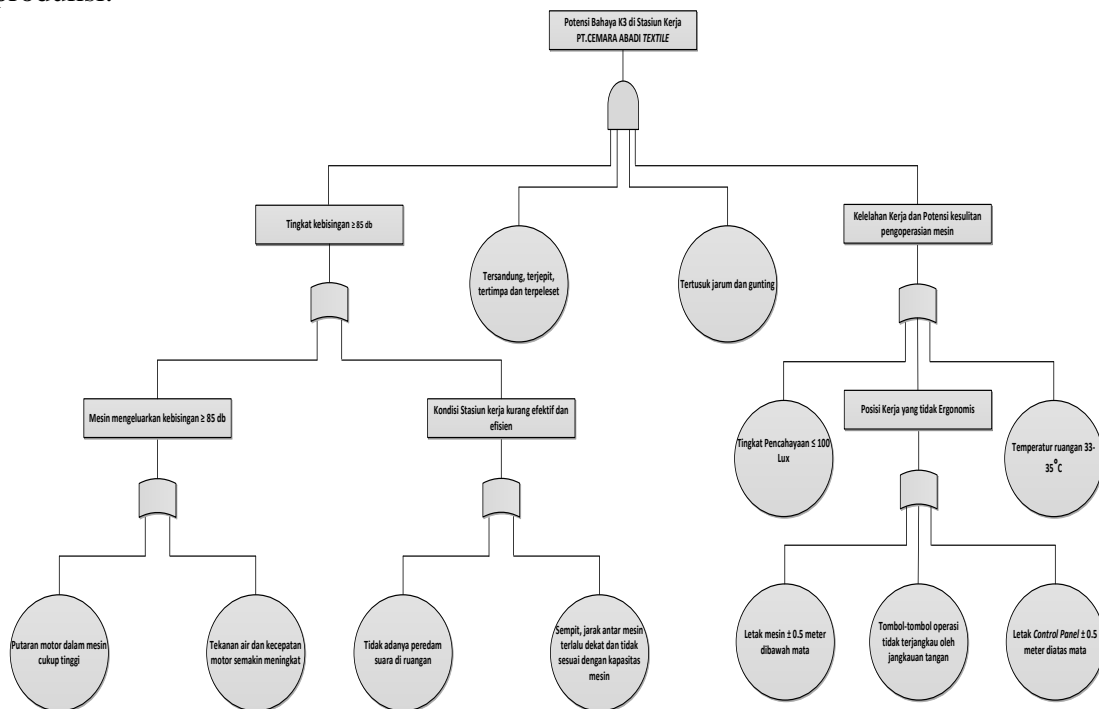 produksi.
Potensi Bahaya K3 di Stasiun Kerja
PT.CEMARA ABADI TEXTILE
Tingkat kebisingan ≥ 85 db
Tersandung, terjepit,
tertimpa dan terpeleset
Tertusuk jarum dan gunting
Kelelahan Kerja dan Potensi kesulitan
pengoperasian mesin
Mesin mengeluarkan kebisingan ≥ 85 db
Kondisi Stasiun kerja kurang efektif dan
efisien
Tingkat Pencahayaan ≤ 100
Lux
Posisi Kerja yang tidak Ergonomis
Temperatur ruangan 33-
35°C
Putaran motor dalam mesin
cukup tinggi
Tekanan air dan kecepatan
motor semakin meningkat
Tidak adanya peredam
suara di ruangan
Sempit, jarak antar mesin
terlalu dekat dan tidak
sesuai dengan kapasitas
mesin
Letak mesin ± 0.5 meter
dibawah mata
Tombol-tombol operasi
tidak terjangkau oleh
jangkauan tangan
Letak Control Panel ± 0.5
meter diatas mata